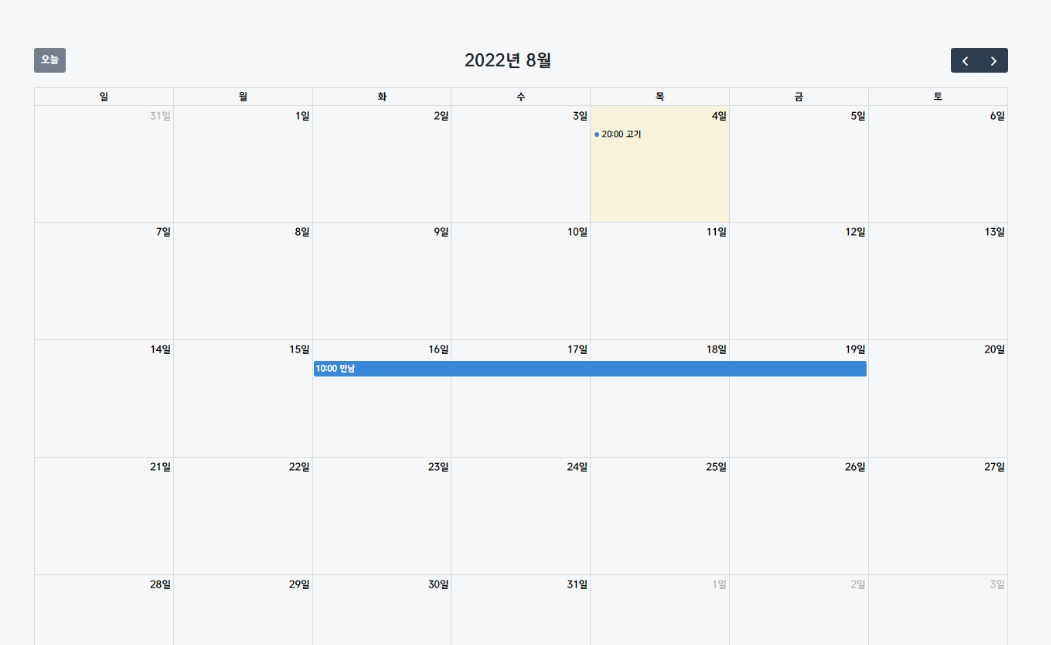 오늘
2022년 8월
일 월 화 수 목 금 토
31일 1일 2일 3일 4일 5일 6일
20:00 고기
7일 8일 9일 10일 11일 12일 13일
14일 15일 16일 17일 18일 19일 20일
10:00 만남
21일 22일 23일 24일 25일 26일 27일
28일 29일 30일 31일 1일 2일 3일